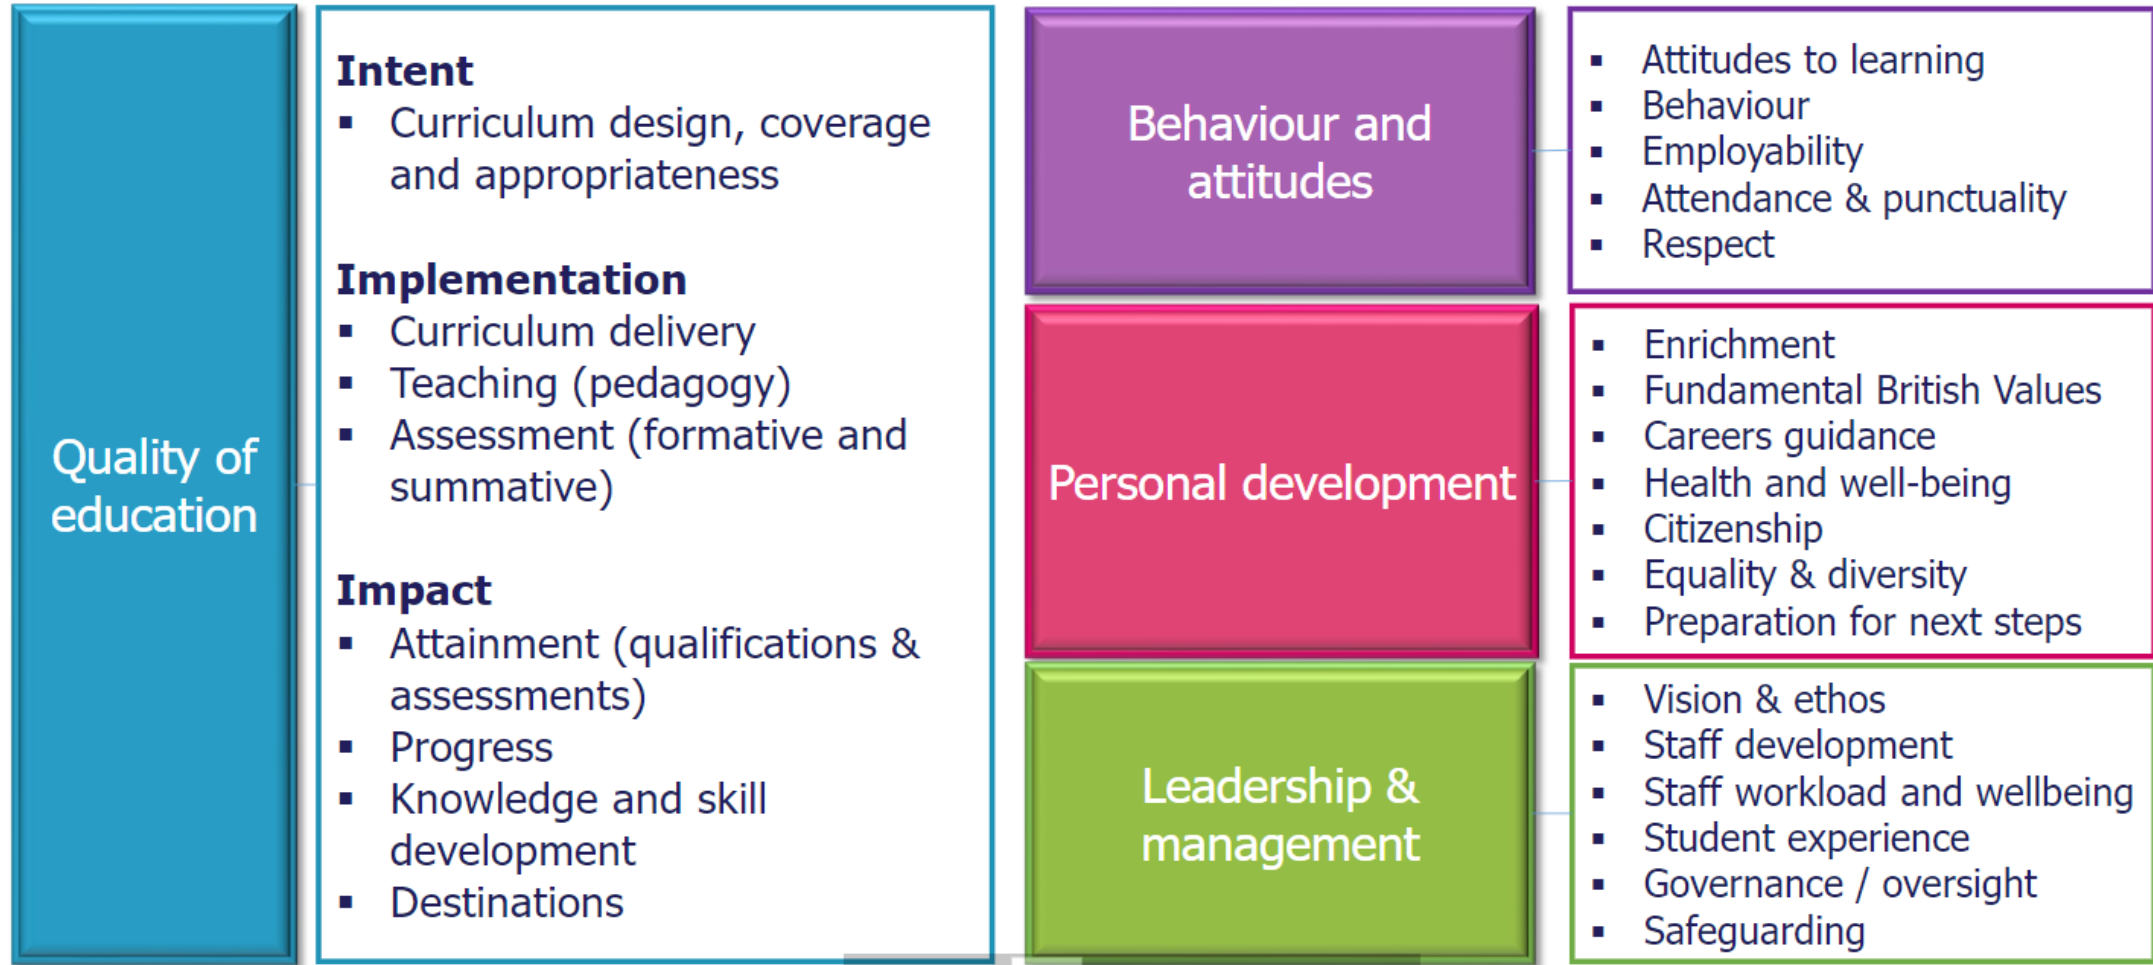 Quality of
education
Intent
▪ Curriculum design, coverage
and appropriateness
Implementation
▪ Curriculum delivery
▪ Teaching (pedagogy)
▪ Assessment (formative and
summative)
Impact
▪ Attainment (qualifications &
assessments)
▪ Progress
▪ Knowledge and skill
development
▪ Destinations
Behaviour and
attitudes
▪ Attitudes to learning
▪ Behaviour
▪ Employability
▪ Attendance & punctuality
▪ Respect
Personal development
▪ Enrichment
▪ Fundamental British Values
▪ Careers guidance
▪ Health and well-being
▪ Citizenship
▪ Equality & diversity
▪ Preparation for next steps
Leadership &
management
▪ Vision & ethos
▪ Staff development
▪ Staff workload and wellbeing
▪ Student experience
▪ Governance / oversight
▪ Safeguarding